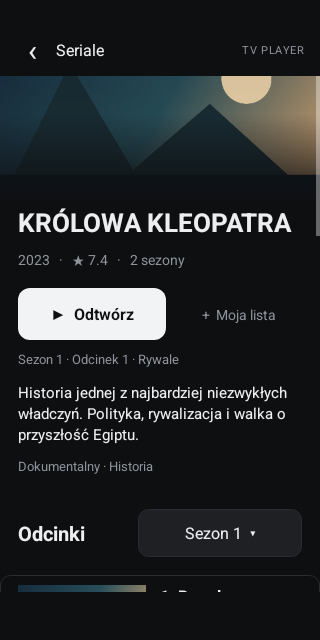 ‹ Seriale
TV PLAYER
KRÓLOWA KLEOPATRA
2023 · ★ 7.4 · 2 sezony
► Odtwórz
+ Moja lista
Sezon 1 · Odcinek 1 · Rywale
Historia jednej z najbardziej niezwykłych
władczyń. Polityka, rywalizacja i walka o
przyszłość Egiptu.
Dokumentalny · Historia
Odcinki
Sezon 1 ▾